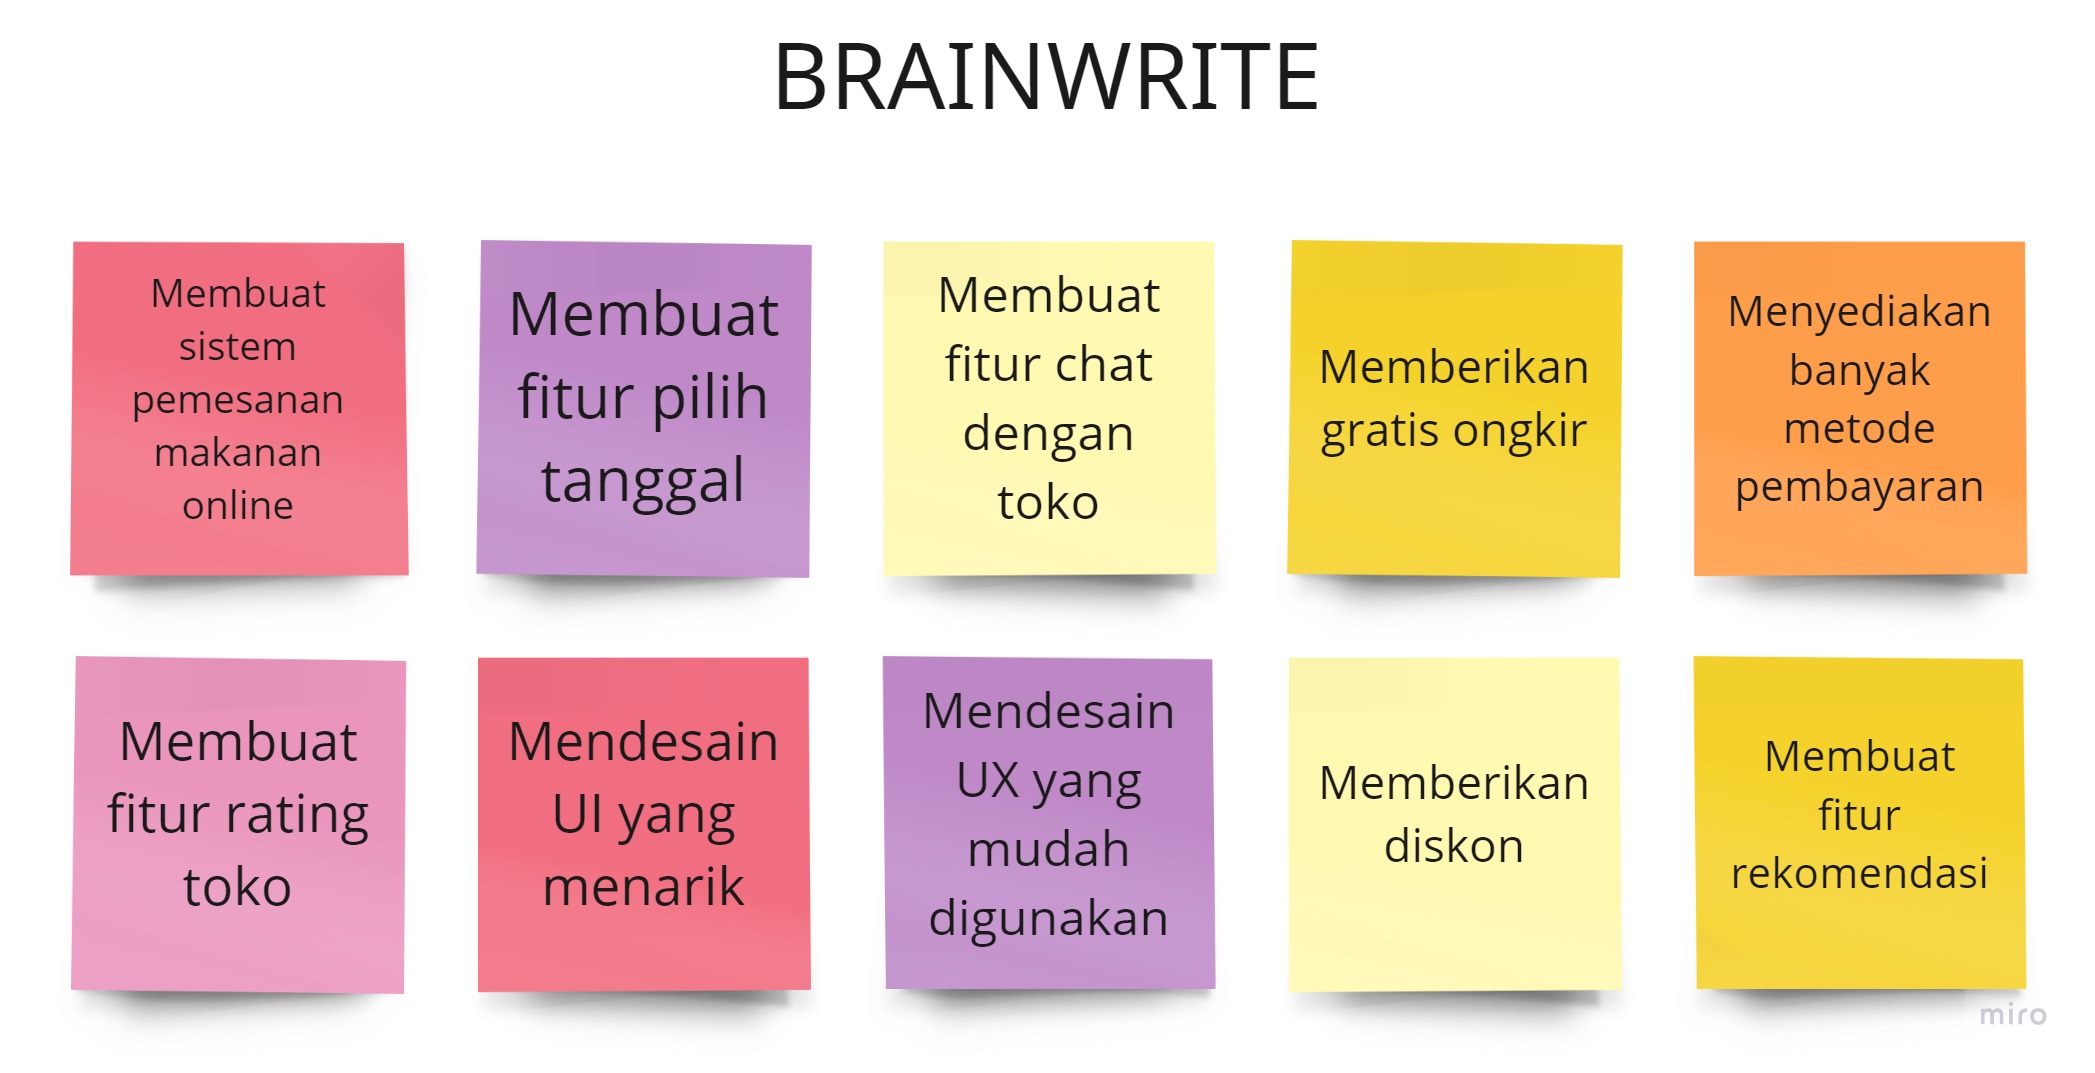 BRAINWRITE
Membuat
sistem
pemesanan
makanan
online
Membuat
fitur pilih
tanggal
Membuat
fitur chat
dengan
toko
Memberikan
gratis ongkir
Menyediakan
banyak
metode
pembayaran
Membuat
fitur rating
toko
Mendesain
UI yang
menarik
Mendesain
UX yang
mudah
digunakan
Memberikan
diskon
Membuat
fitur
rekomendasi
miro